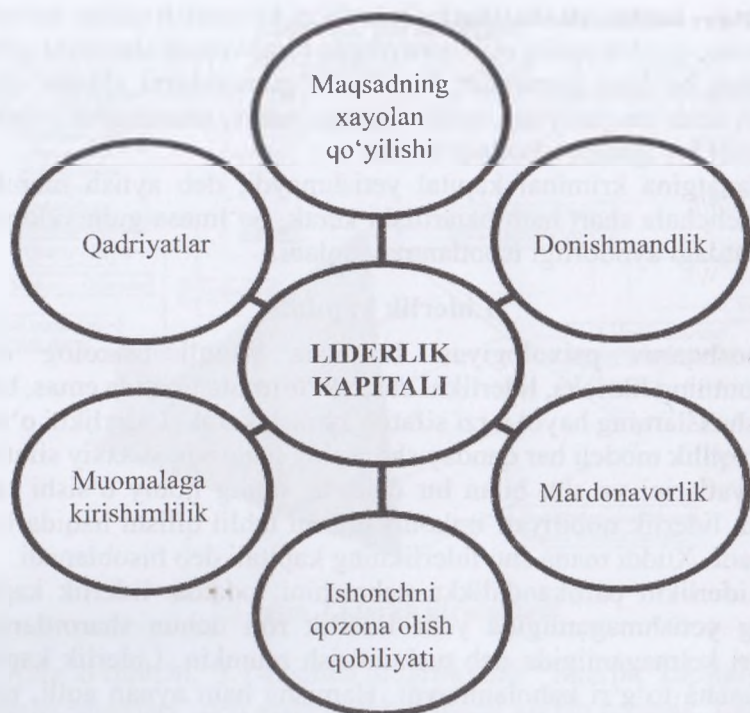 Maqsadning
xayolan
qo‘yilishi
Qadriyatlar
Donishmandlik
LIDERLIK
KAPITALI
Muomalaga
kirishimlilik
Mardonavorlik
Ishonchni
qozona olish
qobiliyati